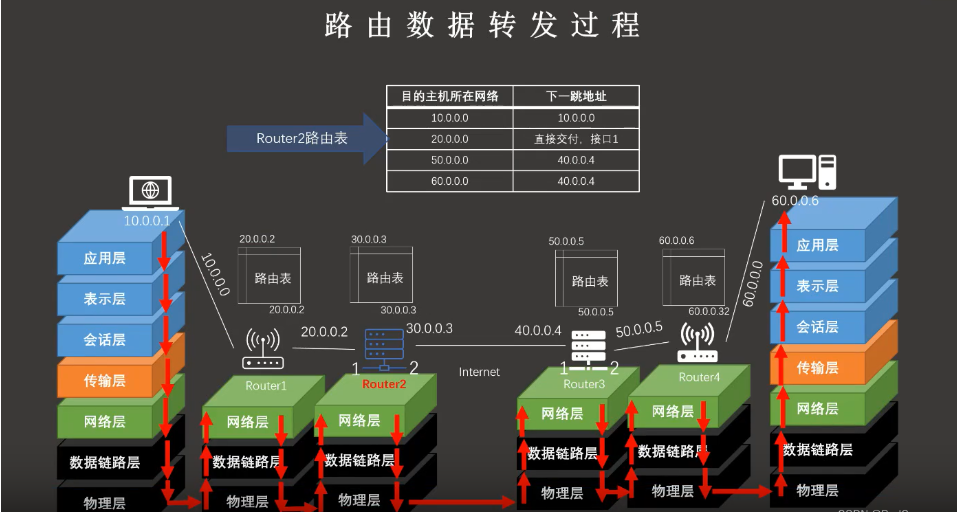 路由数据转发过程
目的主机所在网络 下一跳地址
10.0.0.0 10.0.0.0
20.0.0.0 直接交付，接口1
50.0.0.0 40.0.0.4
60.0.0.0 40.0.0.4
Router2路由表
10.0.0.1
60.0.0.6
20.0.0.2
路由表
20.0.0.2
30.0.0.3
路由表
30.0.0.3
50.0.0.5
路由表
50.0.0.5
60.0.0.6
路由表
60.0.0.32
10.0.0.0
20.0.0.2
30.0.0.3
40.0.0.4
50.0.0.5
60.0.0.0
Router1
1 2
Router2
Internet
1 2
Router3
Router4
应用层
表示层
会话层
传输层
网络层
数据链路层
物理层
网络层
数据链路层
物理层
网络层
数据链路层
物理层
网络层
数据链路层
物理层
网络层
数据链路层
物理层
应用层
表示层
会话层
传输层
网络层
数据链路层
物理层